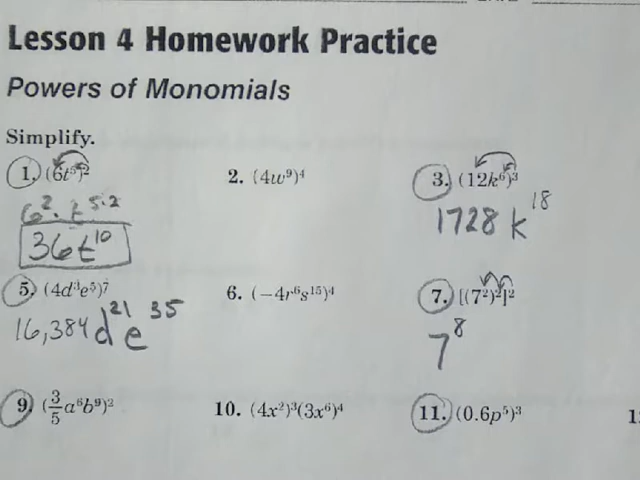 Lesson 4 Homework Practice
Powers of Monomials
Simplify.
1. (6t⁵)²
2. (4w⁹)⁴
3. (12k⁶)³
6² · t⁵·²
36t¹⁰
1728 k¹⁸
5. (4d³e⁵)⁷
6. (−4r⁶s¹⁵)⁴
7. [(7²)²]²
16,384 d²¹ e³⁵
7⁸
9. (3/5 a⁶b⁹)²
10. (4x²)³(3x⁶)⁴
11. (0.6p⁵)³